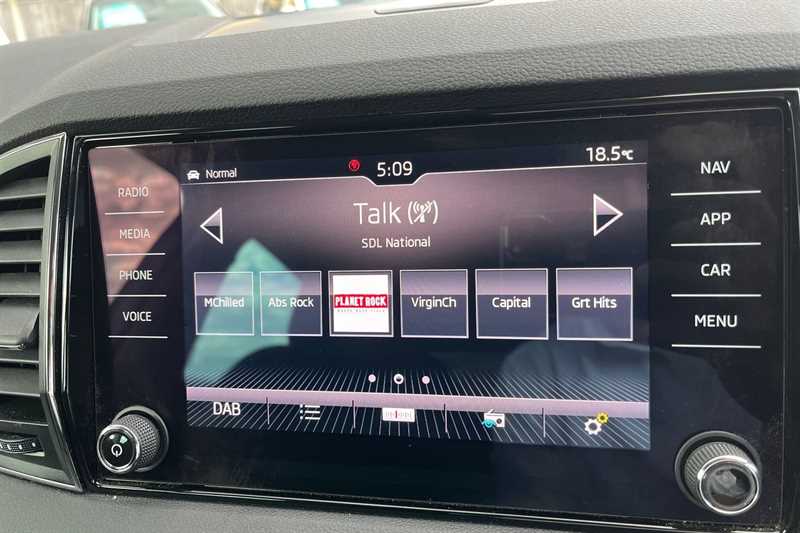 Normal
5:09
18.5°C
RADIO
MEDIA
PHONE
VOICE
Talk
SDL National
MChilled
Abs Rock
PLANET ROCK
VirginCh
Capital
Grt Hits
DAB
NAV
APP
CAR
MENU